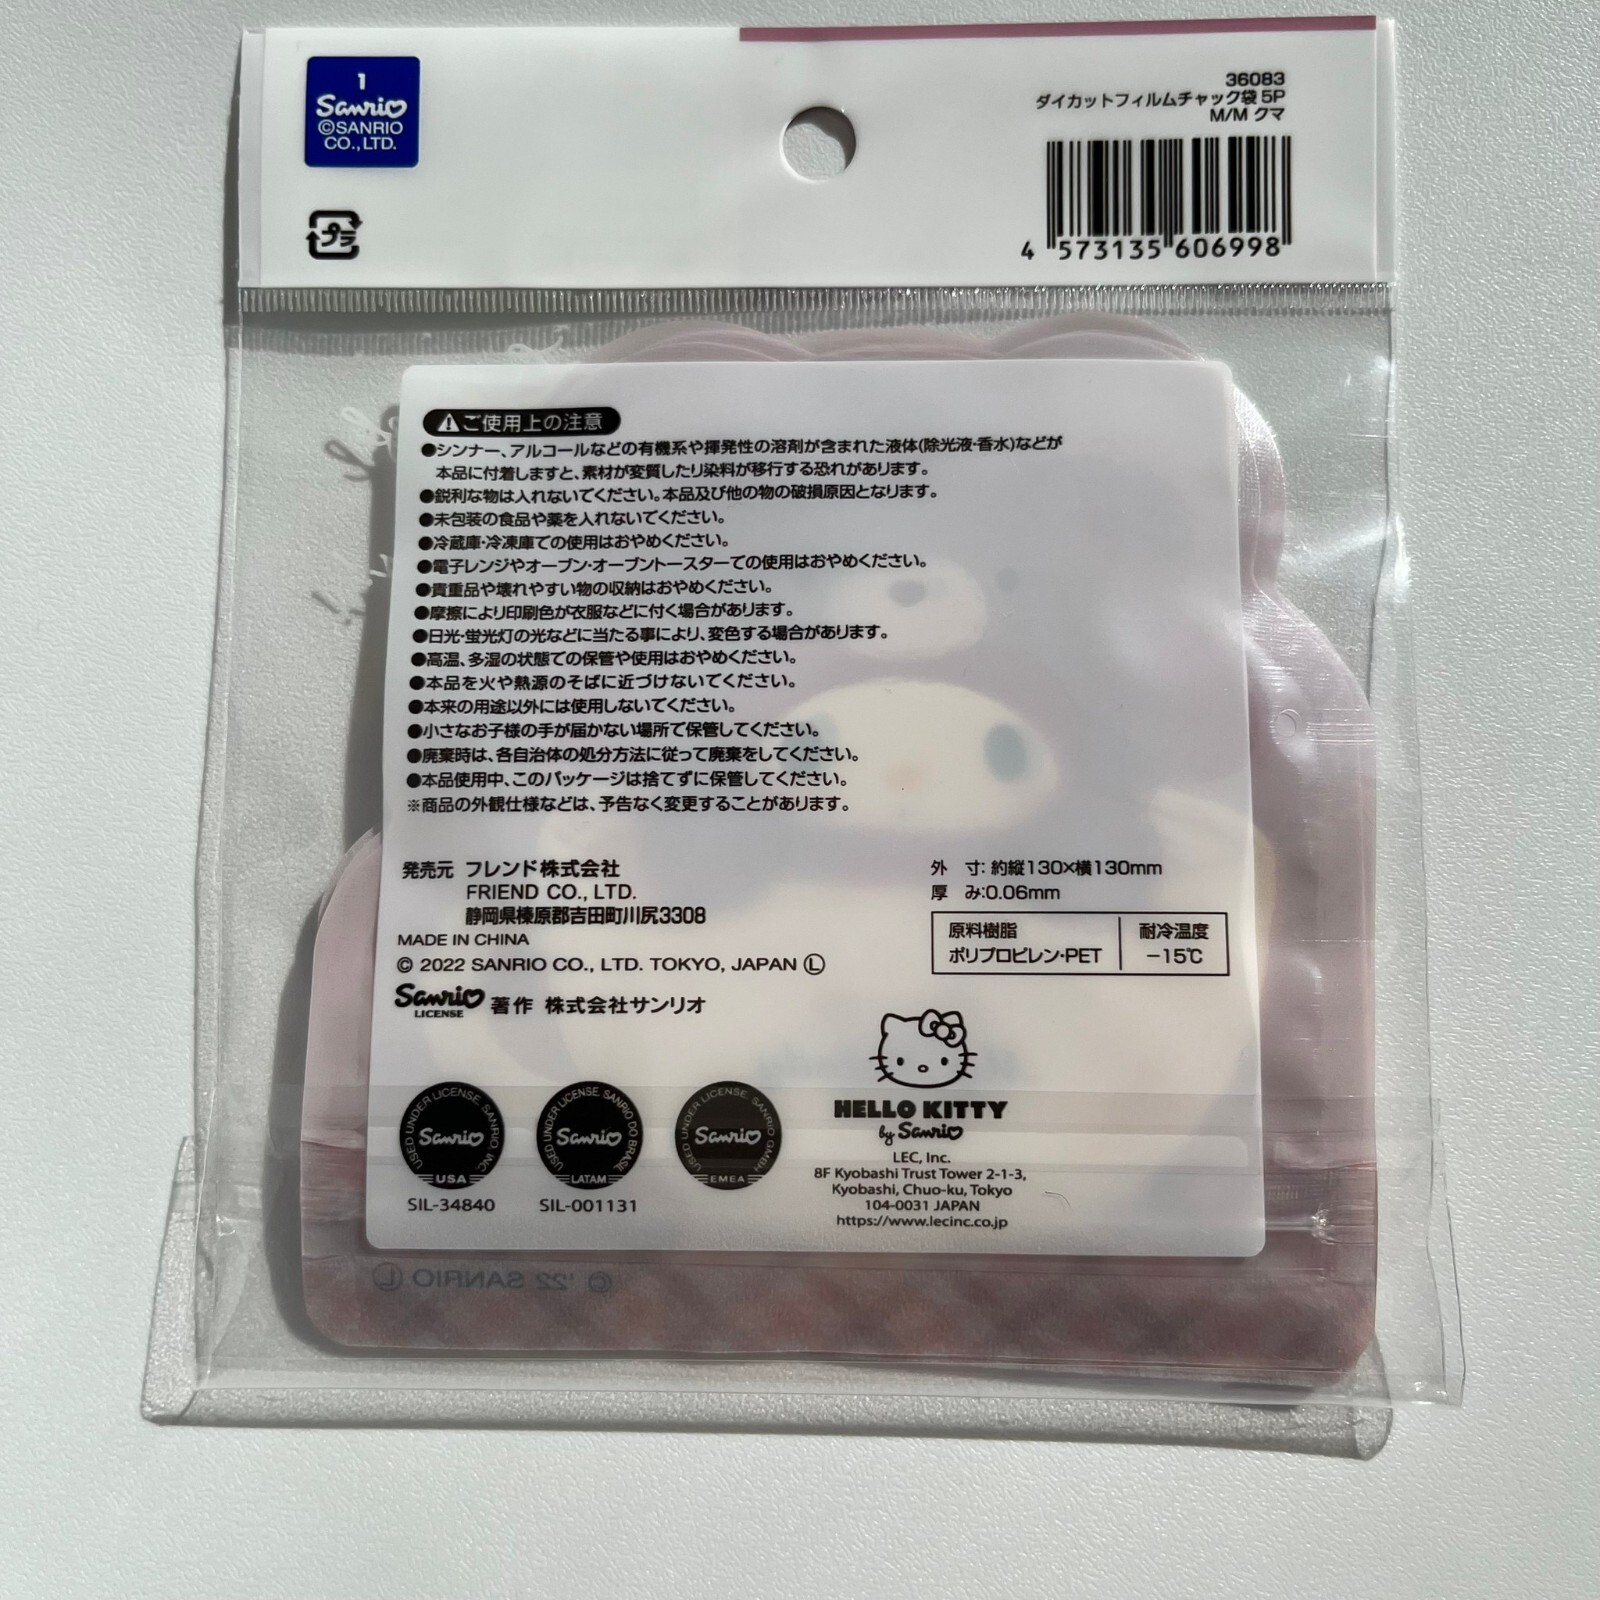 1
Sanrio
©SANRIO
CO.,LTD.
プラ
36083
ダイカットフィルムチャック袋 5P
M/M クマ
4 573135 606998
ご使用上の注意
●シンナー、アルコールなどの有機系や揮発性の溶剤が含まれた液体(除光液・香水)などが
本品に付着しますと、素材が変質したり染料が移行する恐れがあります。
●鋭利な物は入れないでください。本品及び他の物の破損原因となります。
●未包装の食品や薬を入れないでください。
●冷蔵庫・冷凍庫での使用はおやめください。
●電子レンジやオーブン・オーブントースターでの使用はおやめください。
●貴重品や壊れやすい物の収納はおやめください。
●摩擦により印刷色が衣服などに付く場合があります。
●日光・蛍光灯の光などに当たる事により、変色する場合があります。
●高温、多湿の状態での保管や使用はおやめください。
●本品を火や熱源のそばに近づけないでください。
●本来の用途以外には使用しないでください。
●小さなお子様の手が届かない場所で保管してください。
●廃棄時は、各自治体の処分方法に従って廃棄をしてください。
●本品使用中、このパッケージは捨てずに保管してください。
※商品の外観仕様などは、予告なく変更することがあります。
発売元 フレンド株式会社
FRIEND CO., LTD.
静岡県榛原郡吉田町川尻3308
MADE IN CHINA
© 2022 SANRIO CO., LTD. TOKYO, JAPAN Ⓛ
Sanrio LICENSE 著作 株式会社サンリオ
外 寸：約縦130×横130mm
厚 み：0.06mm
原料樹脂 耐冷温度
ポリプロピレン・PET −15℃
USED UNDER LICENSE. SANRIO, INC.
Sanrio
USA
SIL-34840
USED UNDER LICENSE. SANRIO DO BRASIL
Sanrio
LATAM
SIL-001131
USED UNDER LICENSE. SANRIO GMBH
Sanrio
EMEA
HELLO KITTY
by Sanrio
LEC, Inc.
8F Kyobashi Trust Tower 2-1-3,
Kyobashi, Chuo-ku, Tokyo
104-0031 JAPAN
https://www.lecinc.co.jp
© '22 SANRIO Ⓛ